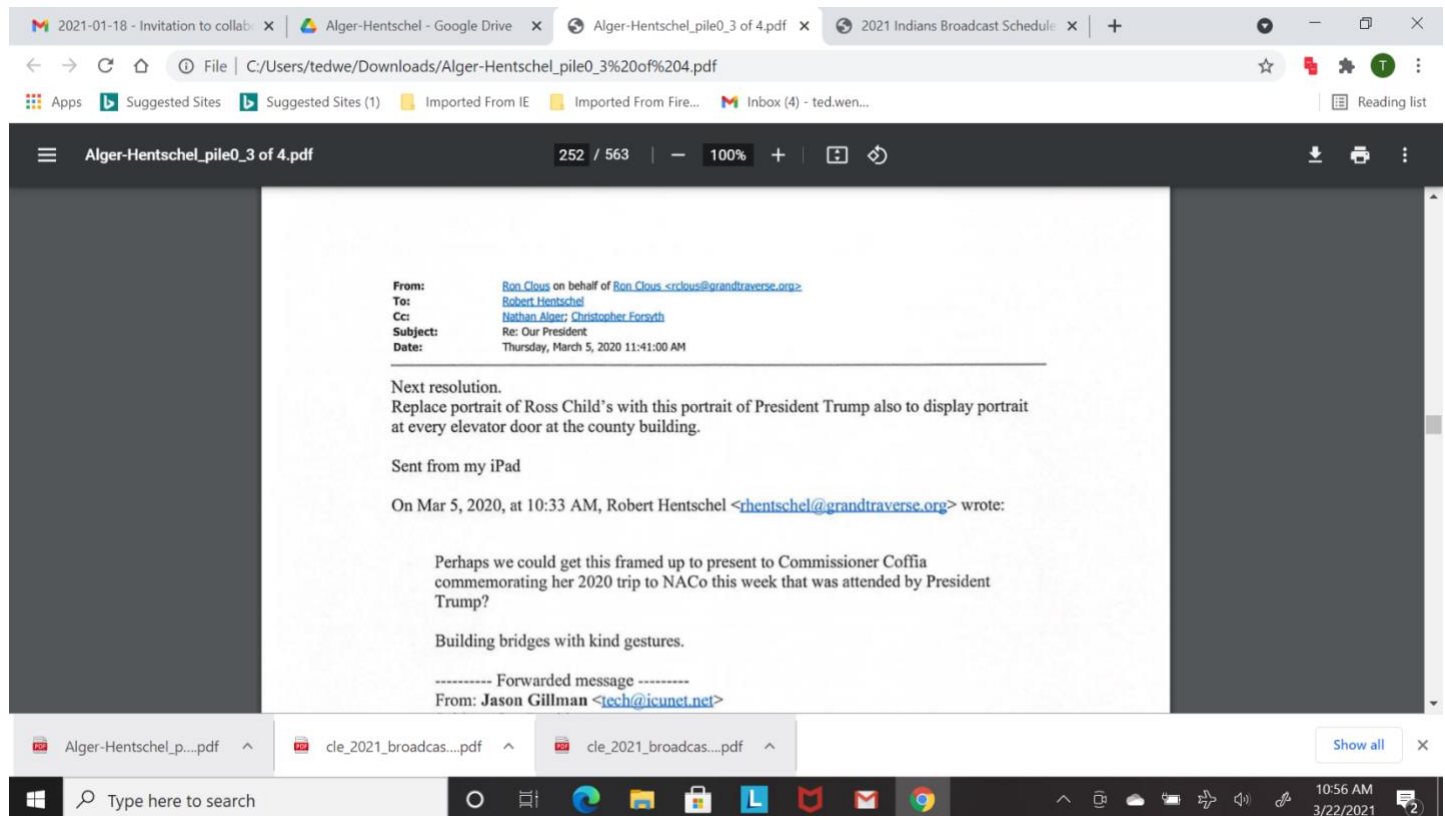 2021-01-18 - Invitation to collab
Alger-Hentschel - Google Drive
Alger-Hentschel_pile0_3 of 4.pdf
2021 Indians Broadcast Schedule
File | C:/Users/tedwe/Downloads/Alger-Hentschel_pile0_3%20of%204.pdf
T
Apps Suggested Sites Suggested Sites (1) Imported From IE Imported From Fire... Inbox (4) - ted.wen... Reading list
Alger-Hentschel_pile0_3 of 4.pdf 252 / 563 | — 100% +
From: Ron Clous on behalf of Ron Clous <rclous@grandtraverse.org>
To: Robert Hentschel
Cc: Nathan Alger; Christopher Forsyth
Subject: Re: Our President
Date: Thursday, March 5, 2020 11:41:00 AM
Next resolution.
Replace portrait of Ross Child's with this portrait of President Trump also to display portrait
at every elevator door at the county building.
Sent from my iPad
On Mar 5, 2020, at 10:33 AM, Robert Hentschel <rhentschel@grandtraverse.org> wrote:
Perhaps we could get this framed up to present to Commissioner Coffia
commemorating her 2020 trip to NACo this week that was attended by President
Trump?
Building bridges with kind gestures.
---------- Forwarded message ---------
From: Jason Gillman <tech@icunet.net>
Alger-Hentschel_p....pdf cle_2021_broadcas....pdf cle_2021_broadcas....pdf Show all
Type here to search
L
10:56 AM
3/22/2021
2